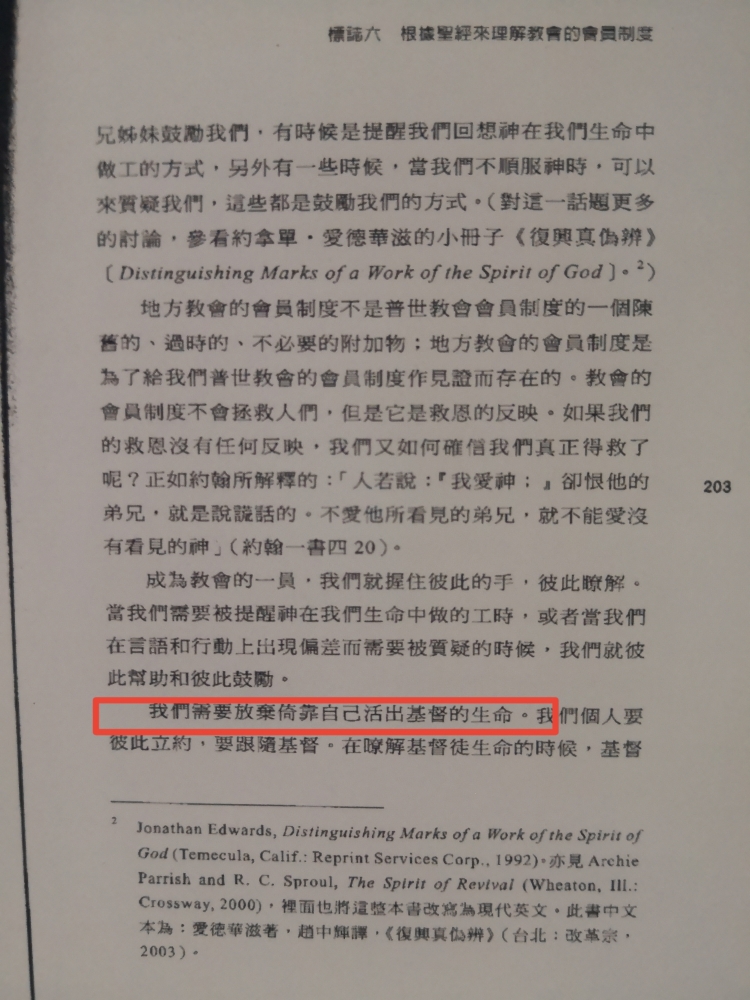 標誌六　根據聖經來理解教會的會員制度
兄姊妹鼓勵我們，有時候是提醒我們回想神在我們生命中
做工的方式，另外有一些時候，當我們不順服神時，可以
來質疑我們，這些都是鼓勵我們的方式。（對這一話題更多
的討論，參看約拿單・愛德華滋的小冊子《復興真偽辨》
〔Distinguishing Marks of a Work of the Spirit of God〕。²）
地方教會的會員制度不是普世教會會員制度的一個陳
舊的、過時的、不必要的附加物；地方教會的會員制度是
為了給我們普世教會的會員制度作見證而存在的。教會的
會員制度不會拯救人們，但是它是救恩的反映。如果我們
的救恩沒有任何反映，我們又如何確信我們真正得救了
呢？正如約翰所解釋的：「人若說：『我愛神；』卻恨他的
弟兄，就是說謊話的。不愛他所看見的弟兄，就不能愛沒
有看見的神」（約翰一書四 20）。
203
成為教會的一員，我們就握住彼此的手，彼此瞭解。
當我們需要被提醒神在我們生命中做的工時，或者當我們
在言語和行動上出現偏差而需要被質疑的時候，我們就彼
此幫助和彼此鼓勵。
我們需要放棄倚靠自己活出基督的生命。我們個人要
彼此立約，要跟隨基督。在瞭解基督徒生命的時候，基督
2 Jonathan Edwards, Distinguishing Marks of a Work of the Spirit of
God (Temecula, Calif.: Reprint Services Corp., 1992)。亦見 Archie
Parrish and R. C. Sproul, The Spirit of Revival (Wheaton, Ill.:
Crossway, 2000)，裡面也將這整本書改寫為現代英文。此書中文
本為：愛德華滋著，趙中輝譯，《復興真偽辨》（台北：改革宗，
2003）。